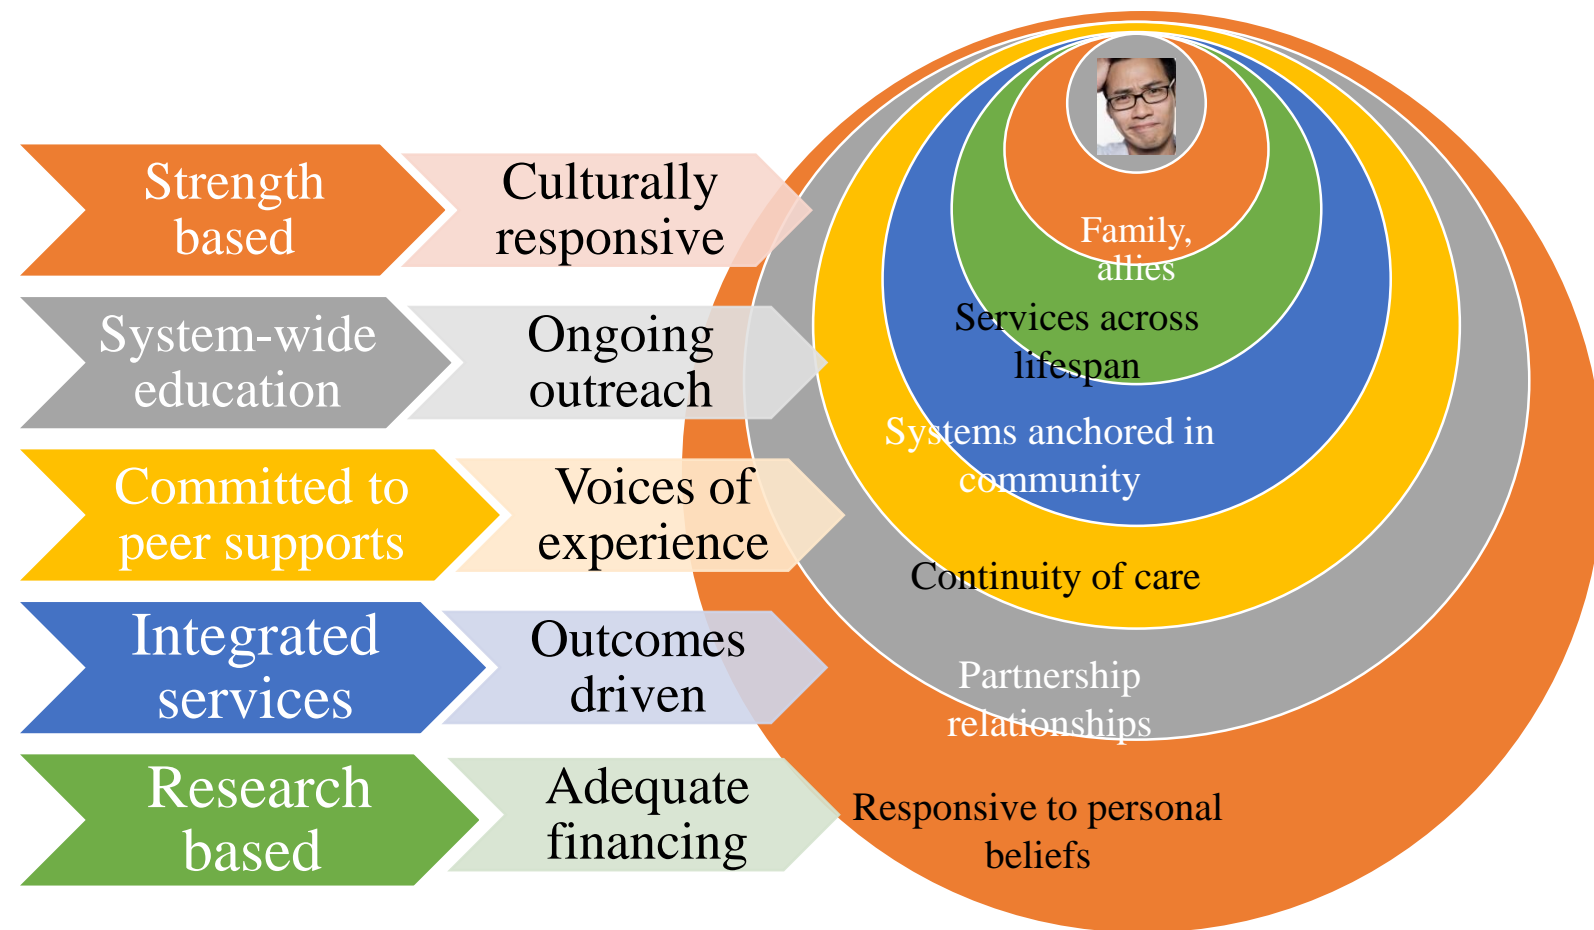 Strength
based
Culturally
responsive
System-wide
education
Ongoing
outreach
Committed to
peer supports
Voices of
experience
Integrated
services
Outcomes
driven
Research
based
Adequate
financing
Family,
allies
Services across
lifespan
Systems anchored in
community
Continuity of care
Partnership
relationships
Responsive to personal
beliefs